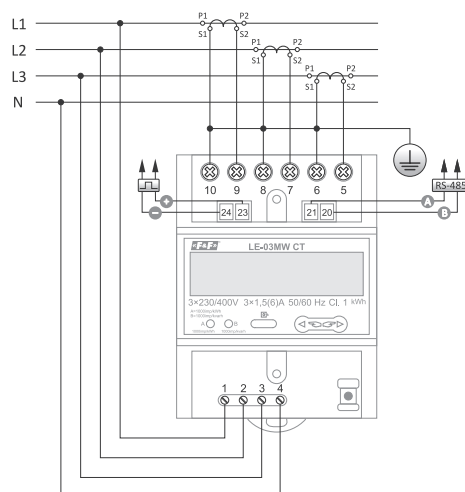 L1
P1 P2
S1 S2
L2
P1 P2
S1 S2
L3
P1 P2
S1 S2
N
10 9 8 7 6 5
+
-
24 23
21 20
A
B
RS-485
F&F
LE-03MW CT
3×230/400V 3×1,5(6)A 50/60 Hz Cl. 1 kWh
A B
1 2 3 4